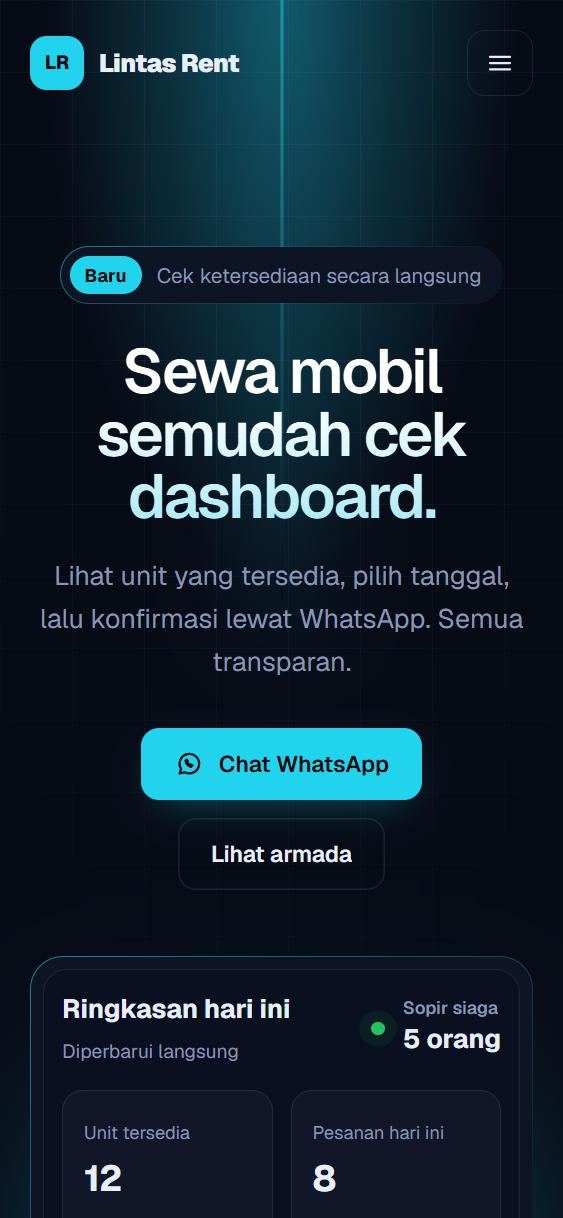 LR
Lintas Rent
Baru
Cek ketersediaan secara langsung
Sewa mobil
semudah cek
dashboard.
Lihat unit yang tersedia, pilih tanggal,
lalu konfirmasi lewat WhatsApp. Semua
transparan.
Chat WhatsApp
Lihat armada
Ringkasan hari ini
Diperbarui langsung
Sopir siaga
5 orang
Unit tersedia
12
Pesanan hari ini
8